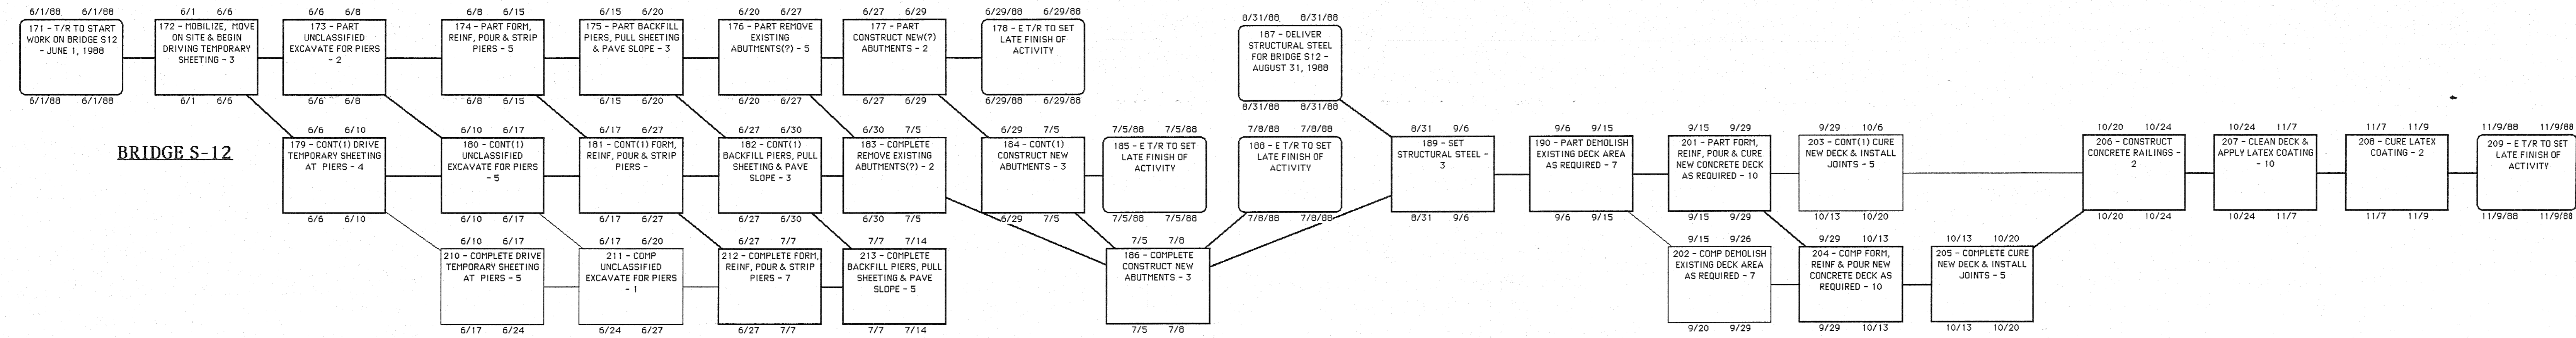 6/1/88 6/1/88
171 - T/R TO START
WORK ON BRIDGE S12
- JUNE 1, 1988
6/1/88 6/1/88
6/1 6/6
172 - MOBILIZE, MOVE
ON SITE & BEGIN
DRIVING TEMPORARY
SHEETING - 3
6/1 6/6
6/6 6/8
173 - PART
UNCLASSIFIED
EXCAVATE FOR PIERS
- 2
6/6 6/8
6/8 6/15
174 - PART FORM,
REINF, POUR & STRIP
PIERS - 5
6/8 6/15
6/15 6/20
175 - PART BACKFILL
PIERS, PULL SHEETING
& PAVE SLOPE - 3
6/15 6/20
6/20 6/27
176 - PART REMOVE
EXISTING
ABUTMENTS(?) - 5
6/20 6/27
6/27 6/29
177 - PART
CONSTRUCT NEW(?)
ABUTMENTS - 2
6/27 6/29
6/29/88 6/29/88
178 - E T/R TO SET
LATE FINISH OF
ACTIVITY
6/29/88 6/29/88
8/31/88 8/31/88
187 - DELIVER
STRUCTURAL STEEL
FOR BRIDGE S12 -
AUGUST 31, 1988
8/31/88 8/31/88
BRIDGE S-12
6/6 6/10
179 - CONT(1) DRIVE
TEMPORARY SHEETING
AT PIERS - 4
6/6 6/10
6/10 6/17
180 - CONT(1)
UNCLASSIFIED
EXCAVATE FOR PIERS
- 5
6/10 6/17
6/17 6/27
181 - CONT(1) FORM,
REINF, POUR & STRIP
PIERS -
6/17 6/27
6/27 6/30
182 - CONT(1)
BACKFILL PIERS, PULL
SHEETING & PAVE
SLOPE - 3
6/27 6/30
6/30 7/5
183 - COMPLETE
REMOVE EXISTING
ABUTMENTS(?) - 2
6/30 7/5
6/29 7/5
184 - CONT(1)
CONSTRUCT NEW
ABUTMENTS - 3
6/29 7/5
7/5/88 7/5/88
185 - E T/R TO SET
LATE FINISH OF
ACTIVITY
7/5/88 7/5/88
7/8/88 7/8/88
188 - E T/R TO SET
LATE FINISH OF
ACTIVITY
7/8/88 7/8/88
8/31 9/6
189 - SET
STRUCTURAL STEEL -
3
8/31 9/6
9/6 9/15
190 - PART DEMOLISH
EXISTING DECK AREA
AS REQUIRED - 7
9/6 9/15
9/15 9/29
201 - PART FORM,
REINF, POUR & CURE
NEW CONCRETE DECK
AS REQUIRED - 10
9/15 9/29
9/29 10/6
203 - CONT(1) CURE
NEW DECK & INSTALL
JOINTS - 5
10/13 10/20
10/20 10/24
206 - CONSTRUCT
CONCRETE RAILINGS -
2
10/20 10/24
10/24 11/7
207 - CLEAN DECK &
APPLY LATEX COATING
- 10
10/24 11/7
11/7 11/9
208 - CURE LATEX
COATING - 2
11/7 11/9
11/9/88 11/9/88
209 - E T/R TO SET
LATE FINISH OF
ACTIVITY
11/9/88 11/9/88
6/10 6/17
210 - COMPLETE DRIVE
TEMPORARY SHEETING
AT PIERS - 5
6/17 6/24
6/17 6/20
211 - COMP
UNCLASSIFIED
EXCAVATE FOR PIERS
- 1
6/24 6/27
6/27 7/7
212 - COMPLETE FORM,
REINF, POUR & STRIP
PIERS - 7
6/27 7/7
7/7 7/14
213 - COMPLETE
BACKFILL PIERS, PULL
SHEETING & PAVE
SLOPE - 5
7/7 7/14
7/5 7/8
186 - COMPLETE
CONSTRUCT NEW
ABUTMENTS - 3
7/5 7/8
9/15 9/26
202 - COMP DEMOLISH
EXISTING DECK AREA
AS REQUIRED - 7
9/20 9/29
9/29 10/13
204 - COMP FORM,
REINF & POUR NEW
CONCRETE DECK AS
REQUIRED - 10
9/29 10/13
10/13 10/20
205 - COMPLETE CURE
NEW DECK & INSTALL
JOINTS - 5
10/13 10/20